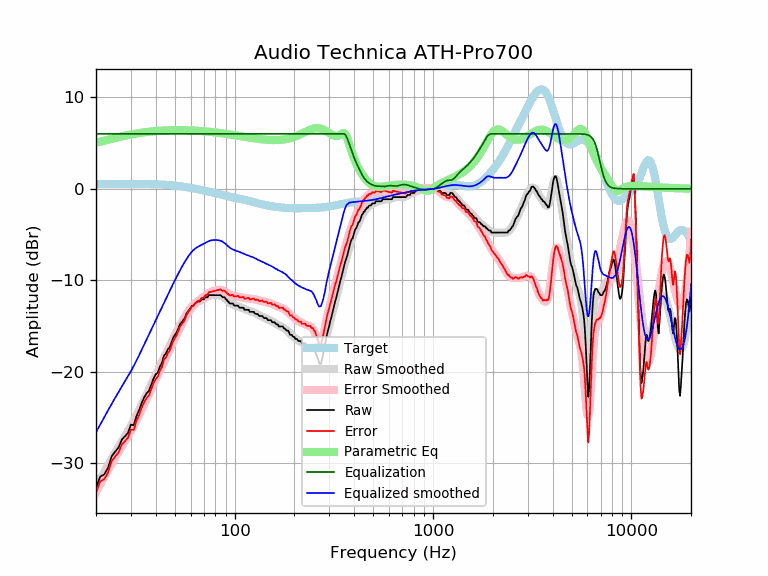 Audio Technica ATH-Pro700
Amplitude (dBr)
10
0
−10
−20
−30
Target
Raw Smoothed
Error Smoothed
Raw
Error
Parametric Eq
Equalization
Equalized smoothed
100
1000
10000
Frequency (Hz)